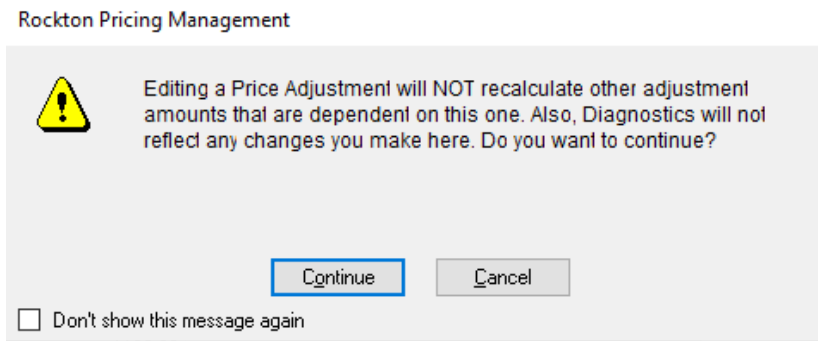 Rockton Pricing Management
Editing a Price Adjustment will NOT recalculate other adjustment
amounts that are dependent on this one. Also, Diagnostics will not
reflect any changes you make here. Do you want to continue?
Continue Cancel
Don't show this message again